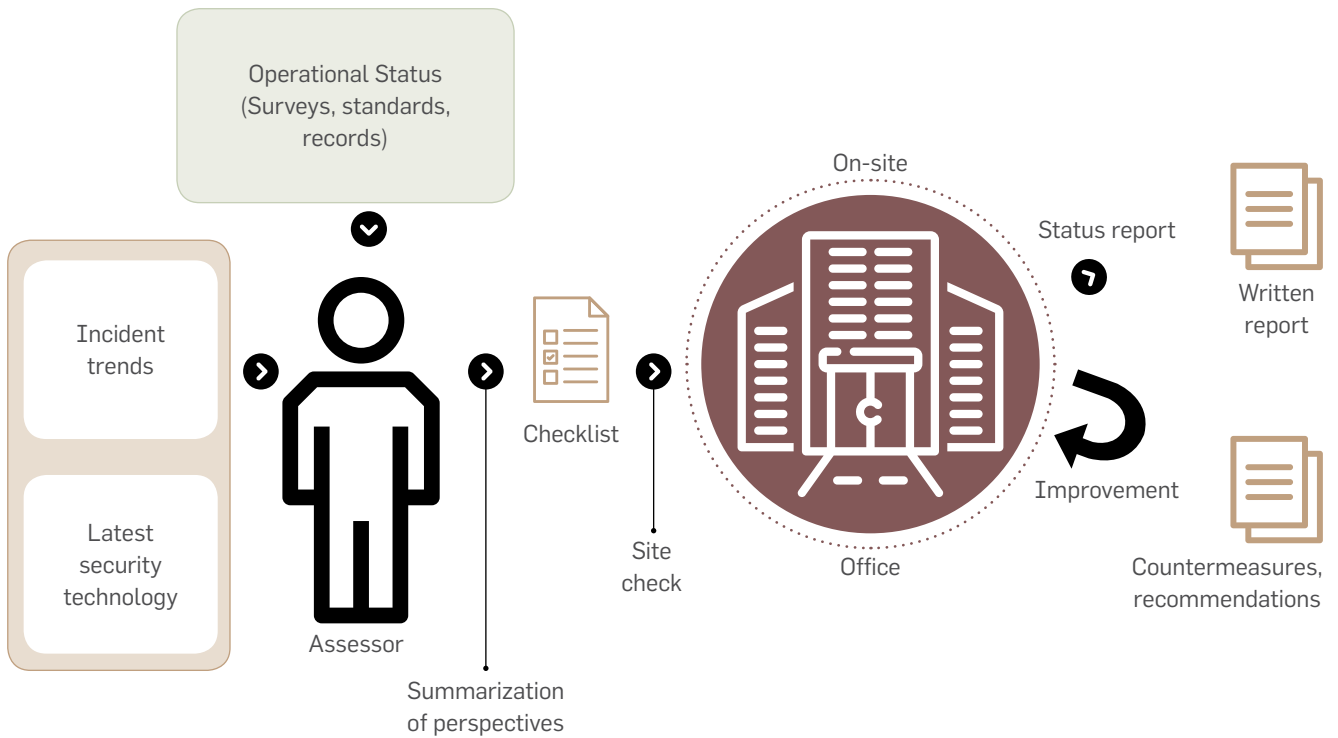 Operational Status
(Surveys, standards,
records)
Incident
trends
Latest
security
technology
Assessor
Summarization
of perspectives
Checklist
Site
check
On-site
Office
Status report
Written
report
Improvement
Countermeasures,
recommendations